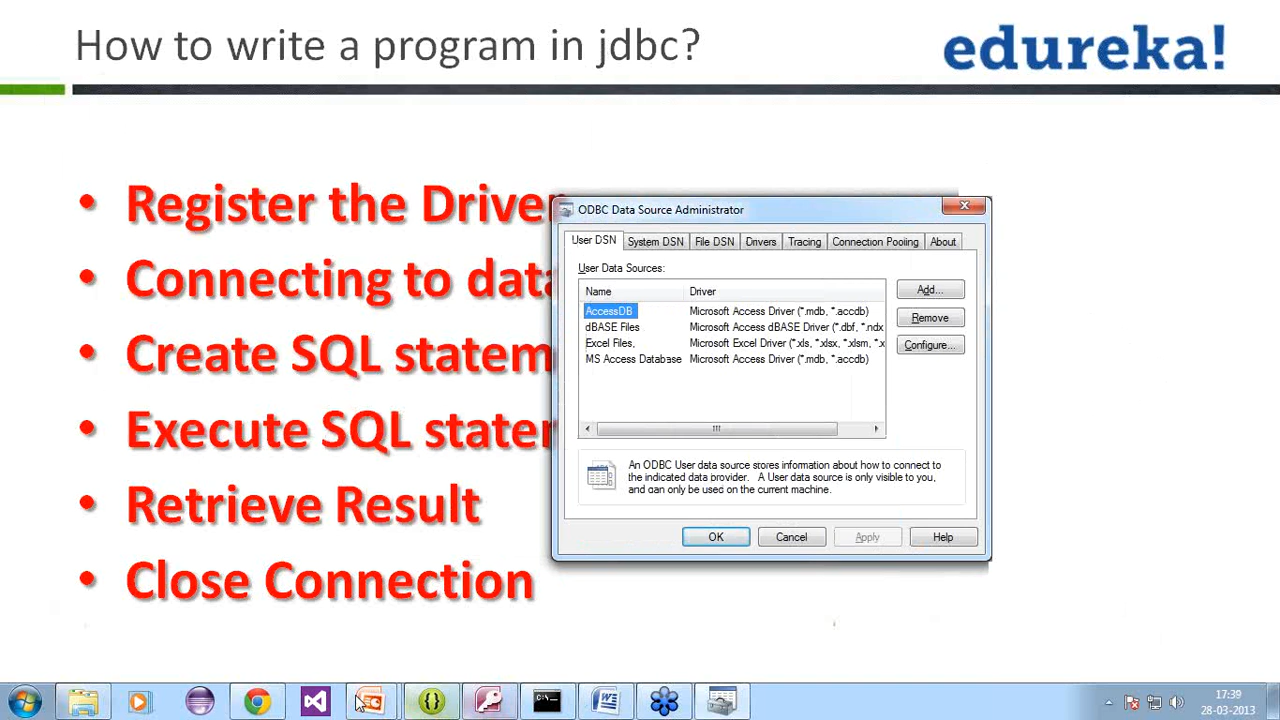 How to write a program in jdbc?
edureka!
• Register the Driver
• Connecting to data
• Create SQL statem
• Execute SQL state
• Retrieve Result
• Close Connection
ODBC Data Source Administrator
User DSN System DSN File DSN Drivers Tracing Connection Pooling About
User Data Sources:
Name Driver
AccessDB Microsoft Access Driver (*.mdb, *.accdb)
dBASE Files Microsoft Access dBASE Driver (*.dbf, *.ndx
Excel Files, Microsoft Excel Driver (*.xls, *.xlsx, *.xlsm, *.x
MS Access Database Microsoft Access Driver (*.mdb, *.accdb)
Add...
Remove
Configure...
An ODBC User data source stores information about how to connect to
the indicated data provider. A User data source is only visible to you,
and can only be used on the current machine.
OK Cancel Apply Help
17:39
28-03-2013